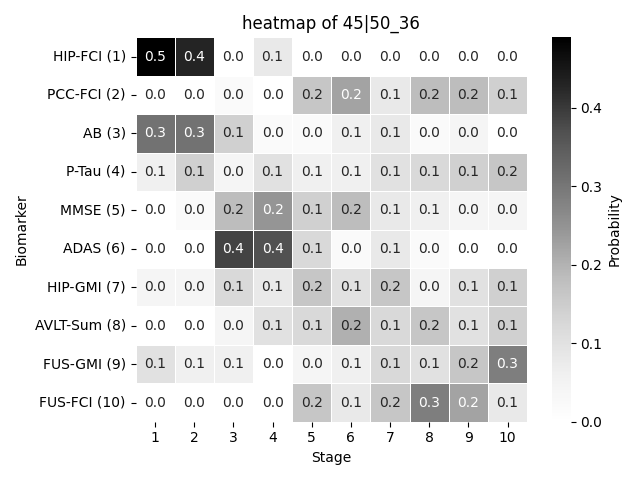 heatmap of 45|50_36
HIP-FCI (1) 0.5 0.4 0.0 0.1 0.0 0.0 0.0 0.0 0.0 0.0
PCC-FCI (2) 0.0 0.0 0.0 0.0 0.2 0.2 0.1 0.2 0.2 0.1
AB (3) 0.3 0.3 0.1 0.0 0.0 0.1 0.1 0.0 0.0 0.0
P-Tau (4) 0.1 0.1 0.0 0.1 0.1 0.1 0.1 0.1 0.1 0.2
MMSE (5) 0.0 0.0 0.2 0.2 0.1 0.2 0.1 0.1 0.0 0.0
ADAS (6) 0.0 0.0 0.4 0.4 0.1 0.0 0.1 0.0 0.0 0.0
HIP-GMI (7) 0.0 0.0 0.1 0.1 0.2 0.1 0.2 0.0 0.1 0.1
AVLT-Sum (8) 0.0 0.0 0.0 0.1 0.1 0.2 0.1 0.2 0.1 0.1
FUS-GMI (9) 0.1 0.1 0.1 0.0 0.0 0.1 0.1 0.1 0.2 0.3
FUS-FCI (10) 0.0 0.0 0.0 0.0 0.2 0.1 0.2 0.3 0.2 0.1
1 2 3 4 5 6 7 8 9 10
Stage
Biomarker
0.4
0.3
0.2
0.1
0.0
Probability